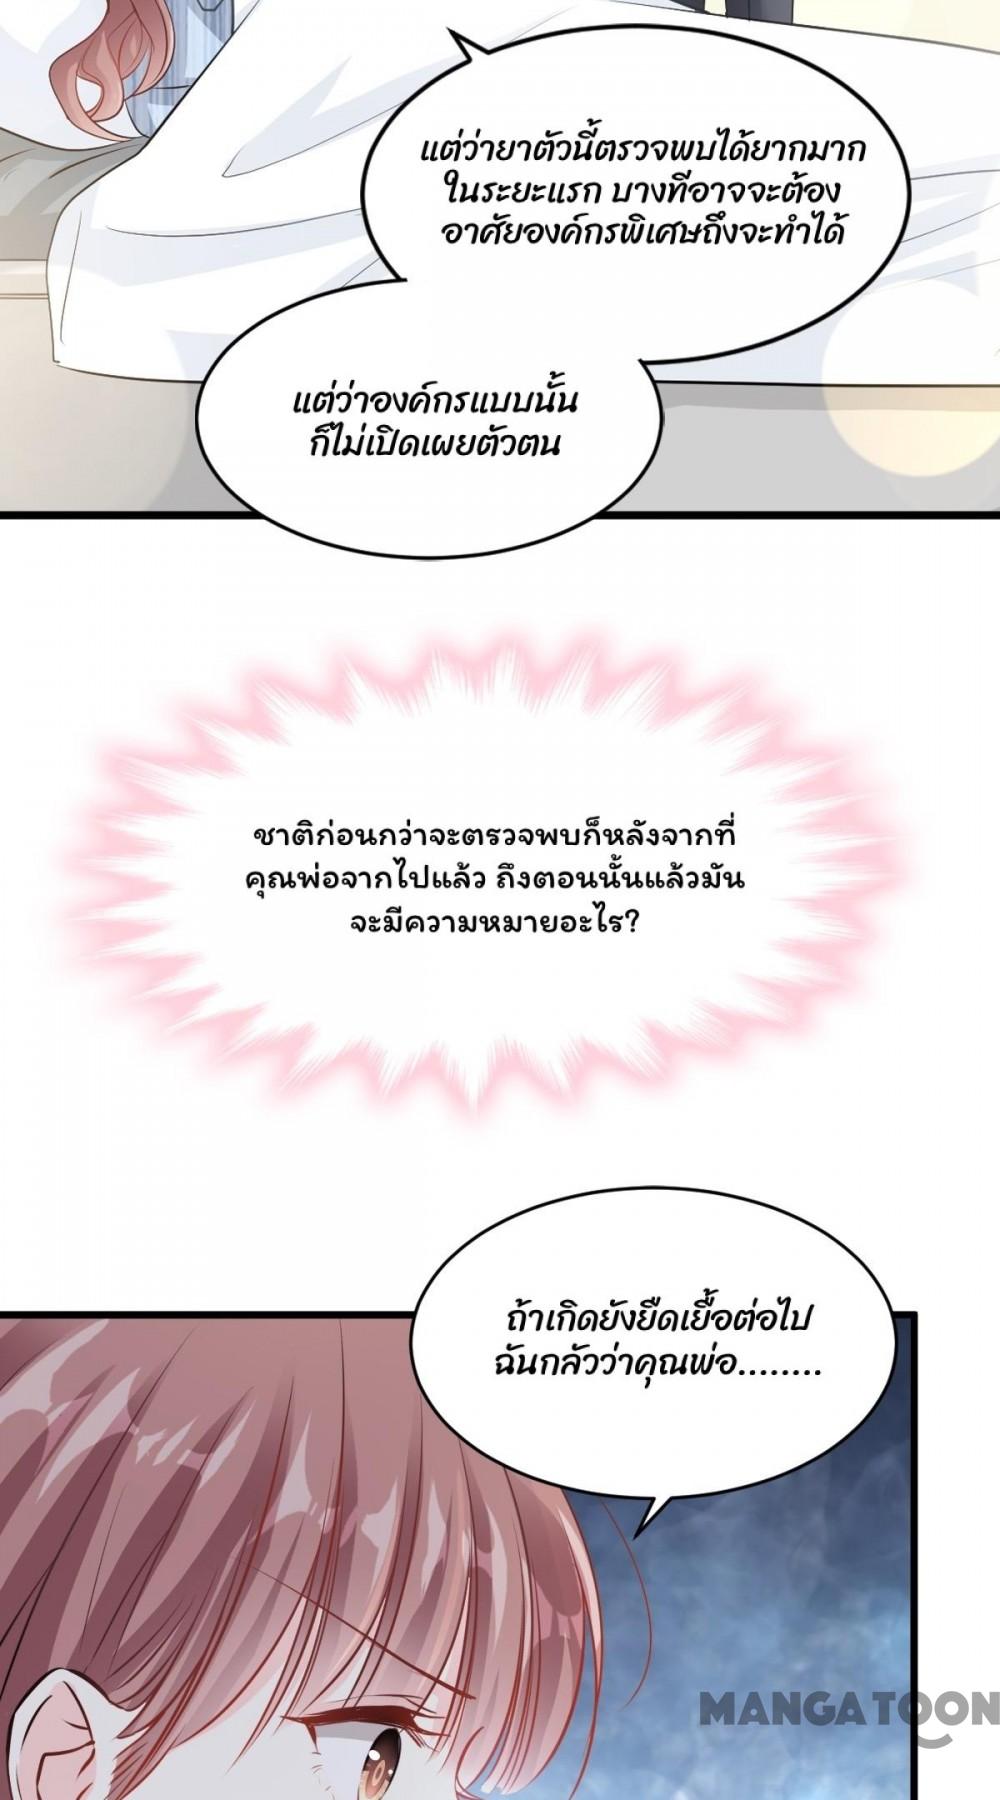 แต่ว่ายาตัวนี้ตรวจพบได้ยากมาก
ในระยะแรก บางทีอาจจะต้อง
อาศัยองค์กรพิเศษถึงจะทำได้
แต่ว่าองค์กรแบบนั้น
ก็ไม่เปิดเผยตัวตน
ชาติก่อนกว่าจะตรวจพบก็หลังจากที่
คุณพ่อจากไปแล้ว ถึงตอนนั้นแล้วมัน
จะมีความหมายอะไร?
ถ้าเกิดยังยืดเยื้อต่อไป
ฉันกลัวว่าคุณพ่อ........
MANGATOON